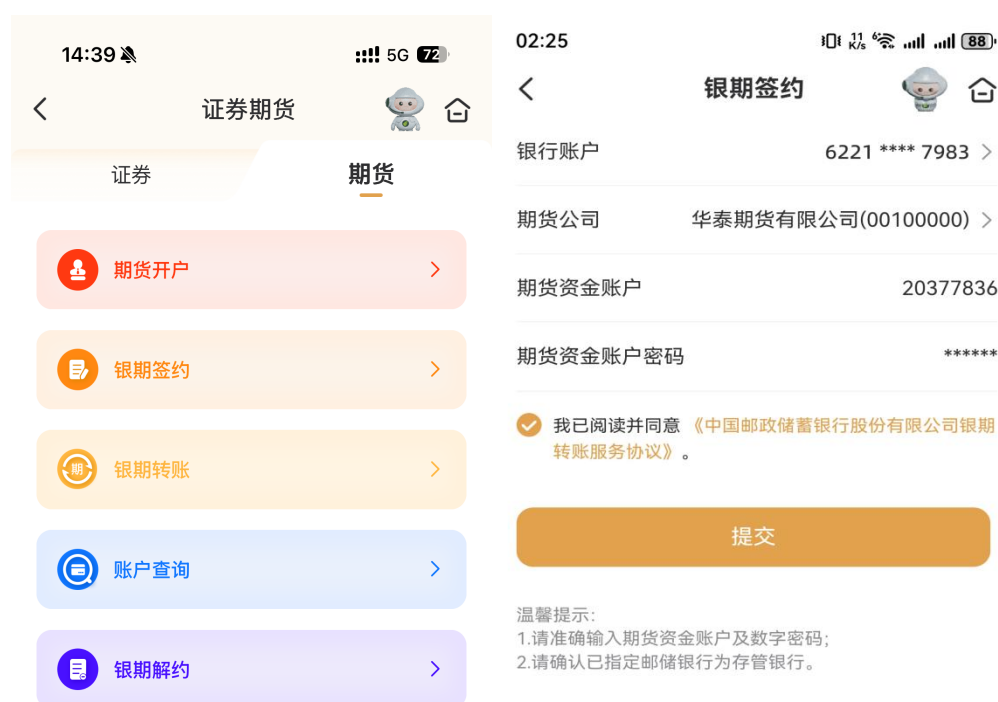 14:39
5G 72
证券期货
证券
期货
期货开户
银期签约
期 银期转账
账户查询
银期解约
02:25
11 K/s 6 88
银期签约
银行账户 6221 **** 7983
期货公司 华泰期货有限公司(00100000)
期货资金账户 20377836
期货资金账户密码 ******
我已阅读并同意 《中国邮政储蓄银行股份有限公司银期
转账服务协议》 。
提交
温馨提示:
1.请准确输入期货资金账户及数字密码;
2.请确认已指定邮储银行为存管银行。